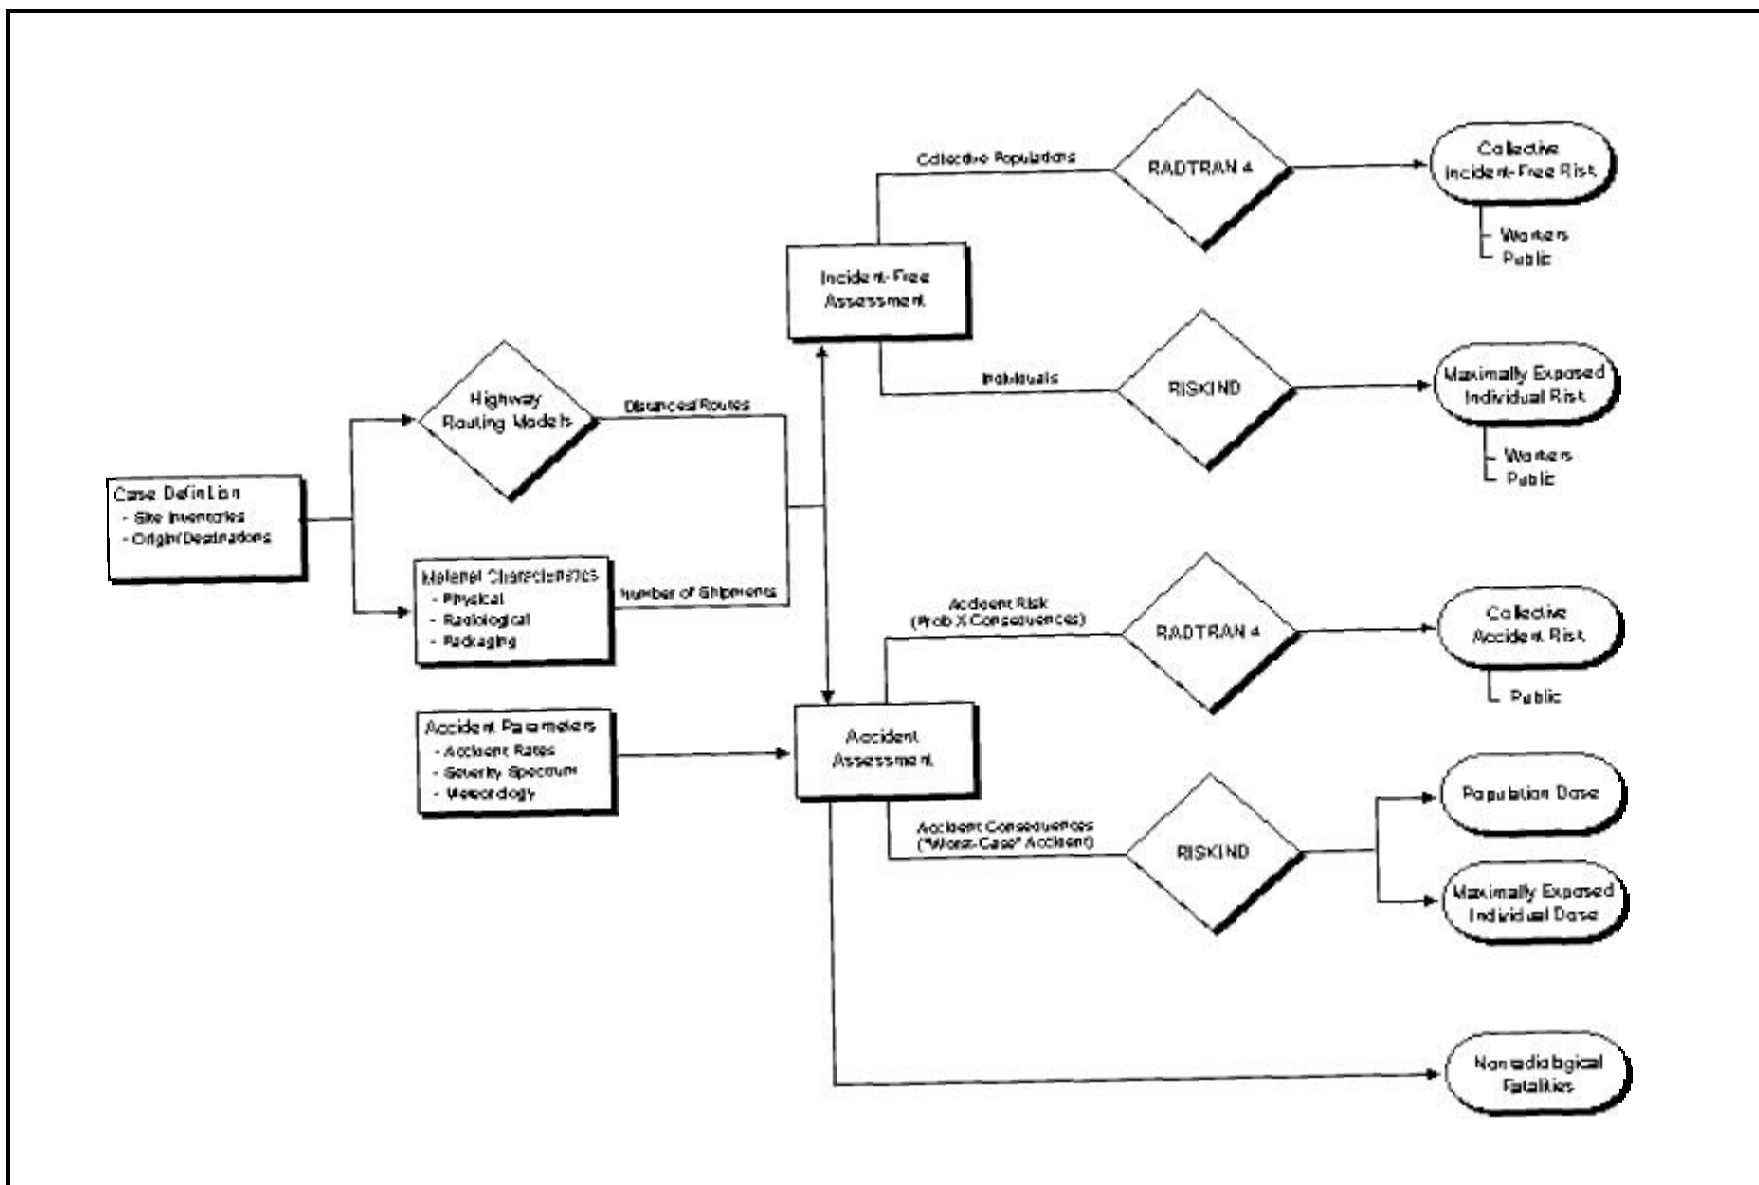 Collective Populations
RADTRAN 4
Collective
Incident-Free Risk
Workers
Public
Incident-Free
Assessment
Individuals
RISKIND
Maximally Exposed
Individual Risk
Workers
Public
Highway
Routing Models
Distances/Routes
Case Definition
- Site Inventories
- Origin/Destinations
Material Characteristics
- Physical
- Radiological
- Packaging
Number of Shipments
Accident Risk
(Prob X Consequences)
RADTRAN 4
Collective
Accident Risk
Public
Accident Parameters
- Accident Rates
- Severity Spectrum
- Meteorology
Accident
Assessment
Accident Consequences
("Worst-Case" Accident)
RISKIND
Population Dose
Maximally Exposed
Individual Dose
Nonradiological
Fatalities